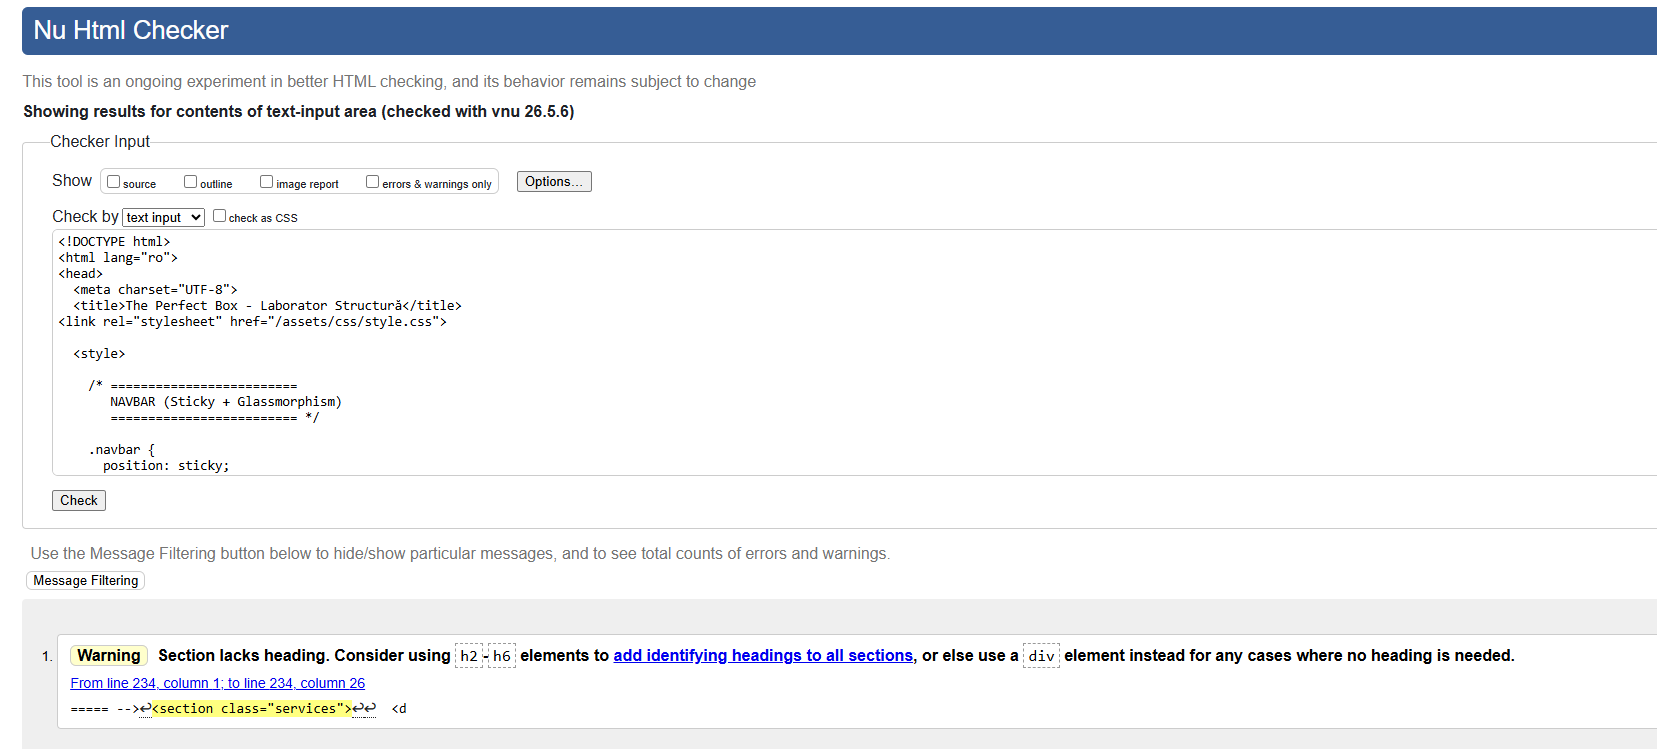 Nu Html Checker
This tool is an ongoing experiment in better HTML checking, and its behavior remains subject to change
Showing results for contents of text-input area (checked with vnu 26.5.6)
Checker Input
Show source outline image report errors & warnings only Options...
Check by text input check as CSS
<!DOCTYPE html>
<html lang="ro">
<head>
  <meta charset="UTF-8">
  <title>The Perfect Box - Laborator Structură</title>
<link rel="stylesheet" href="/assets/css/style.css">
  <style>
    /* =========================
       NAVBAR (Sticky + Glassmorphism)
       ========================= */
    .navbar {
      position: sticky;
Check
Use the Message Filtering button below to hide/show particular messages, and to see total counts of errors and warnings.
Message Filtering
1. Warning Section lacks heading. Consider using h2-h6 elements to add identifying headings to all sections, or else use a div element instead for any cases where no heading is needed.
From line 234, column 1; to line 234, column 26
===== -->↩<section class="services">↩↩  <d